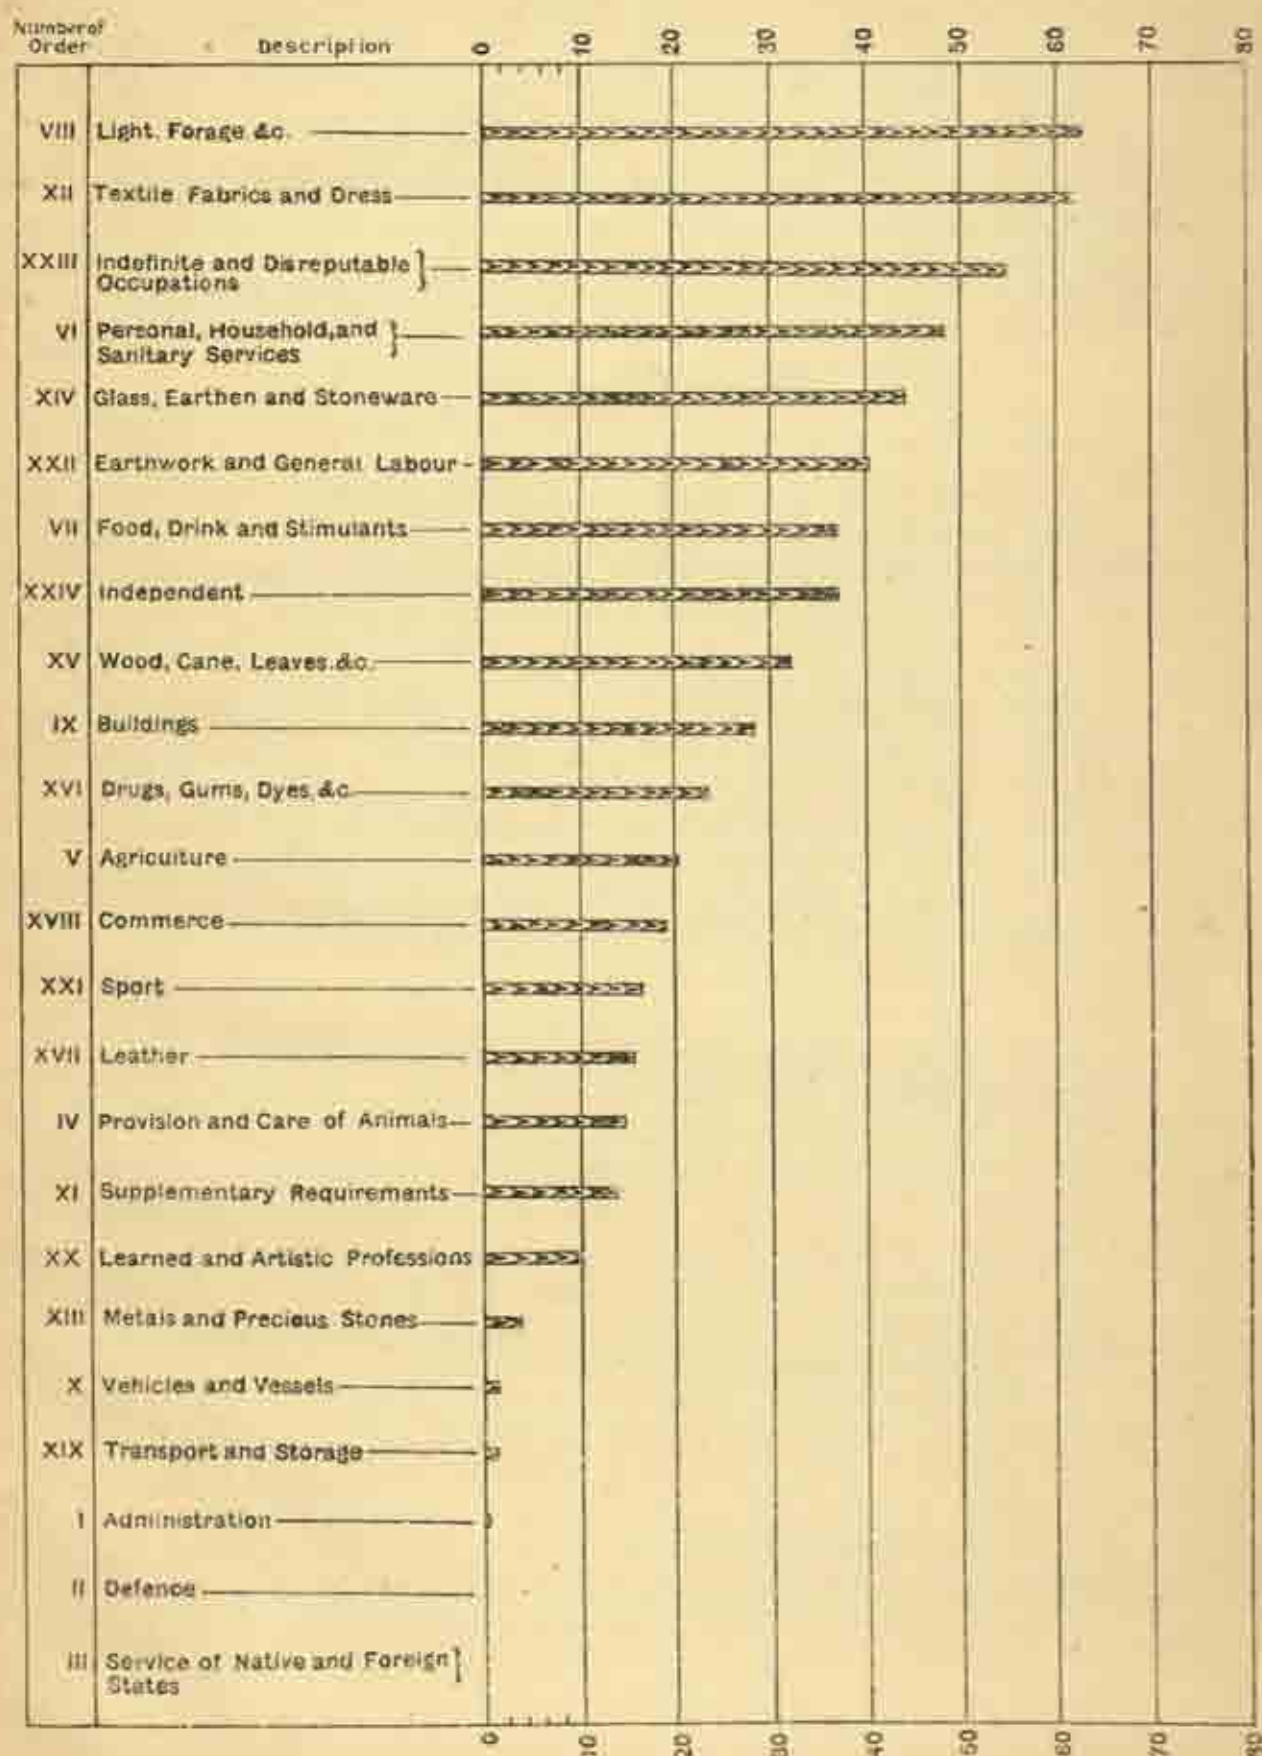 Number of
Order
Description
0 10 20 30 40 50 60 70 80
VIII Light, Forage &c.
XII Textile Fabrics and Dress
XXIII Indefinite and Disreputable
Occupations
VI Personal, Household, and
Sanitary Services
XIV Glass, Earthen and Stoneware
XXII Earthwork and General Labour
VII Food, Drink and Stimulants
XXIV Independent
XV Wood, Cane, Leaves, &c.
IX Buildings
XVI Drugs, Gums, Dyes, &c
V Agriculture
XVIII Commerce
XXI Sport
XVII Leather
IV Provision and Care of Animals
XI Supplementary Requirements
XX Learned and Artistic Professions
XIII Metals and Precious Stones
X Vehicles and Vessels
XIX Transport and Storage
I Administration
II Defence
III Service of Native and Foreign
States
0 10 20 30 40 50 60 70 80